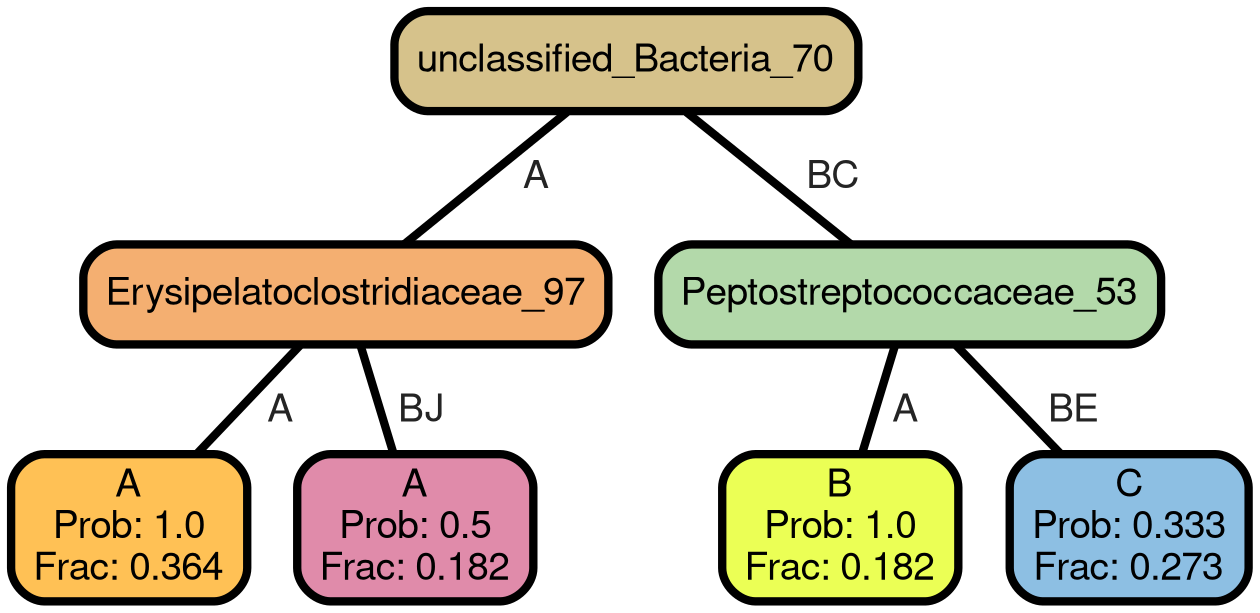 unclassified_Bacteria_70
A
BC
Erysipelatoclostridiaceae_97
Peptostreptococcaceae_53
A
BJ
A
BE
A
Prob: 1.0
Frac: 0.364
A
Prob: 0.5
Frac: 0.182
B
Prob: 1.0
Frac: 0.182
C
Prob: 0.333
Frac: 0.273